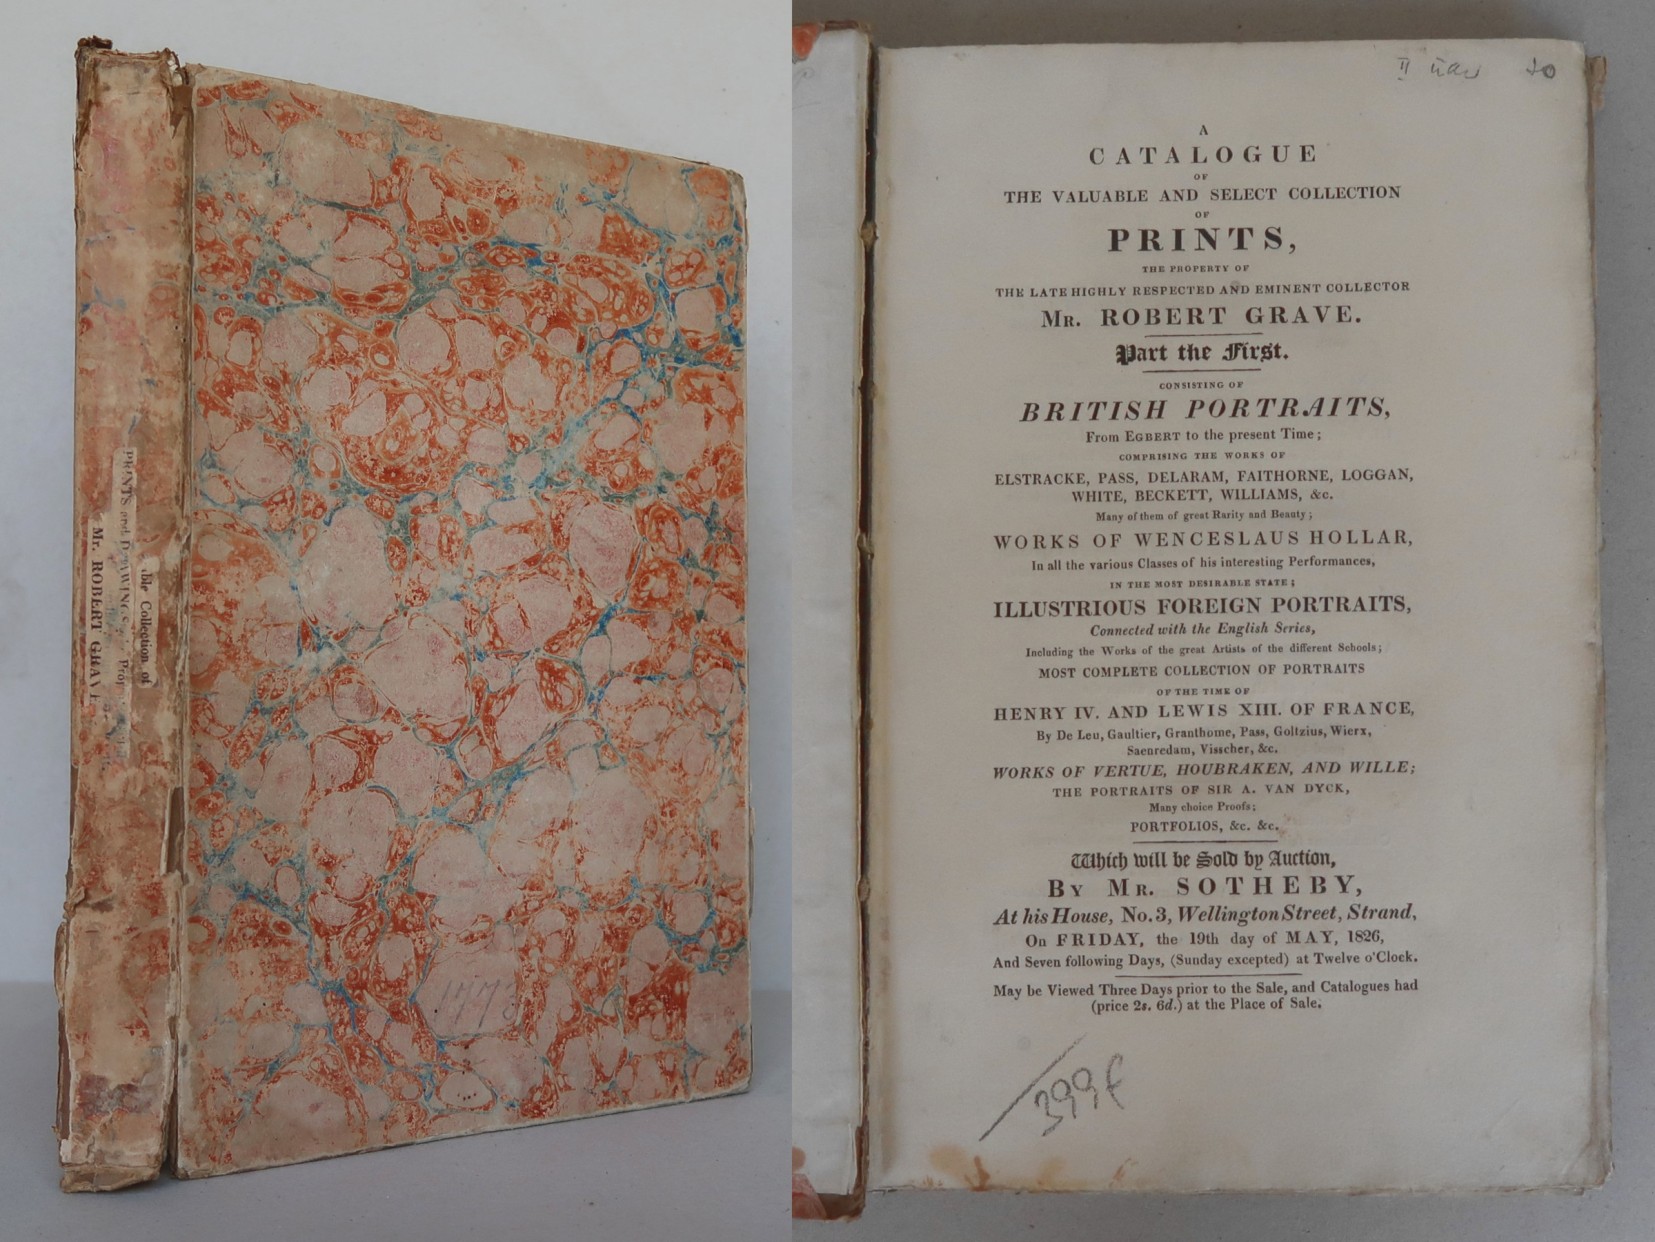 ble Collection of
PRINTS and DRAWINGS
Mr. ROBERT GRAVE
A
CATALOGUE
OF
THE VALUABLE AND SELECT COLLECTION
OF
PRINTS,
THE PROPERTY OF
THE LATE HIGHLY RESPECTED AND EMINENT COLLECTOR
MR. ROBERT GRAVE.
Part the First.
CONSISTING OF
BRITISH PORTRAITS,
From EGBERT to the present Time;
COMPRISING THE WORKS OF
ELSTRACKE, PASS, DELARAM, FAITHORNE, LOGGAN,
WHITE, BECKETT, WILLIAMS, &c.
Many of them of great Rarity and Beauty;
WORKS OF WENCESLAUS HOLLAR,
In all the various Classes of his interesting Performances,
IN THE MOST DESIRABLE STATE;
ILLUSTRIOUS FOREIGN PORTRAITS,
Connected with the English Series,
Including the Works of the great Artists of the different Schools;
MOST COMPLETE COLLECTION OF PORTRAITS
OF THE TIME OF
HENRY IV. AND LEWIS XIII. OF FRANCE,
By De Leu, Gaultier, Granthome, Pass, Goltzius, Wierx,
Saenredam, Visscher, &c.
WORKS OF VERTUE, HOUBRAKEN, AND WILLE;
THE PORTRAITS OF SIR A. VAN DYCK,
Many choice Proofs;
PORTFOLIOS, &c. &c.
Which will be Sold by Auction,
BY MR. SOTHEBY,
At his House, No. 3, Wellington Street, Strand,
On FRIDAY, the 19th day of MAY, 1826,
And Seven following Days, (Sunday excepted) at Twelve o'Clock.
May be Viewed Three Days prior to the Sale, and Catalogues had
(price 2s. 6d.) at the Place of Sale.